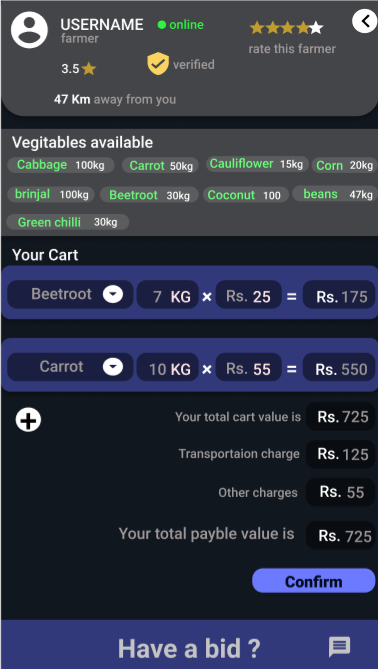 USERNAME online
farmer
rate this farmer
3.5 verified
47 Km away from you
Vegitables available
Cabbage 100kg Carrot 50kg Cauliflower 15kg Corn 20kg
brinjal 100kg Beetroot 30kg Coconut 100 beans 47kg
Green chilli 30kg
Your Cart
Beetroot 7 KG × Rs. 25 = Rs. 175
Carrot 10 KG × Rs. 55 = Rs. 550
Your total cart value is Rs. 725
Transportaion charge Rs. 125
Other charges Rs. 55
Your total payble value is Rs. 725
Confirm
Have a bid ?